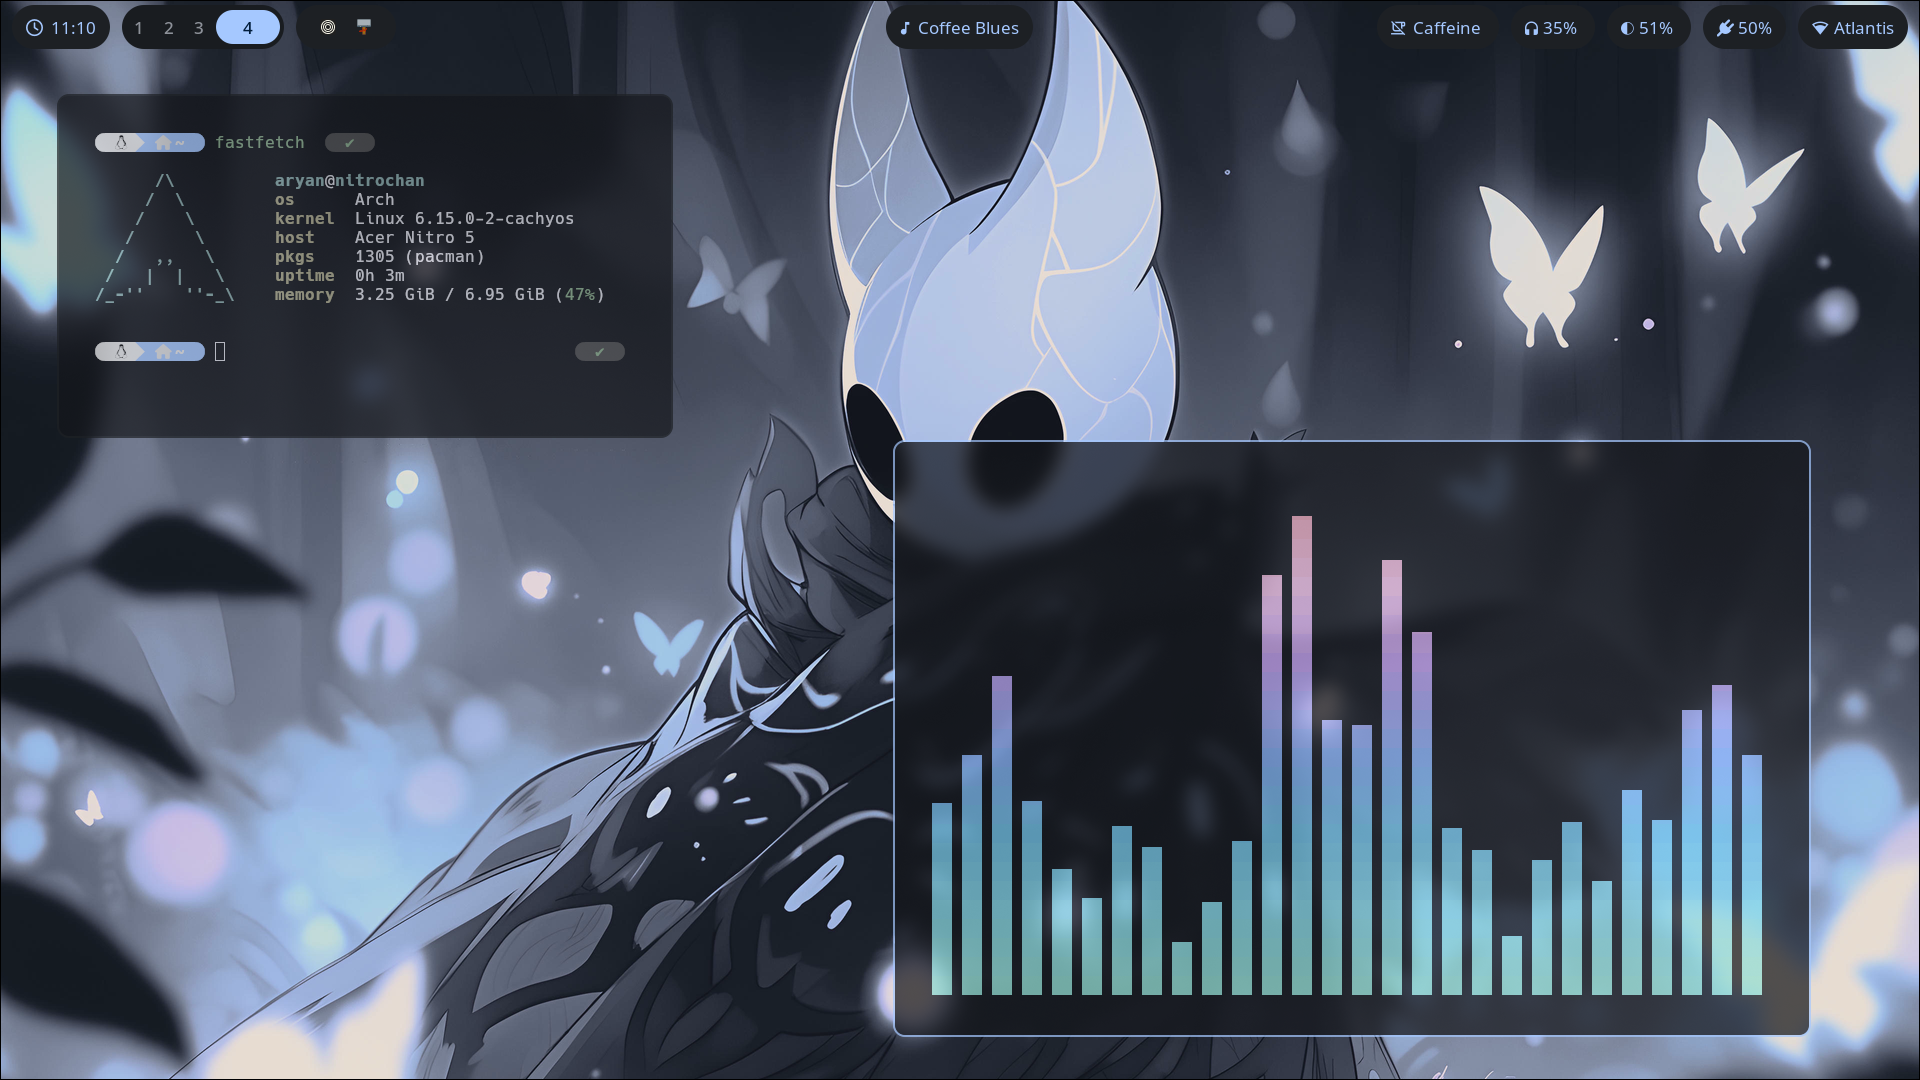 11:10
1 2 3 4
Coffee Blues
Caffeine
35%
51%
50%
Atlantis
~ fastfetch ✔
aryan@nitrochan
os Arch
kernel Linux 6.15.0-2-cachyos
host Acer Nitro 5
pkgs 1305 (pacman)
uptime 0h 3m
memory 3.25 GiB / 6.95 GiB (47%)
~ ✔